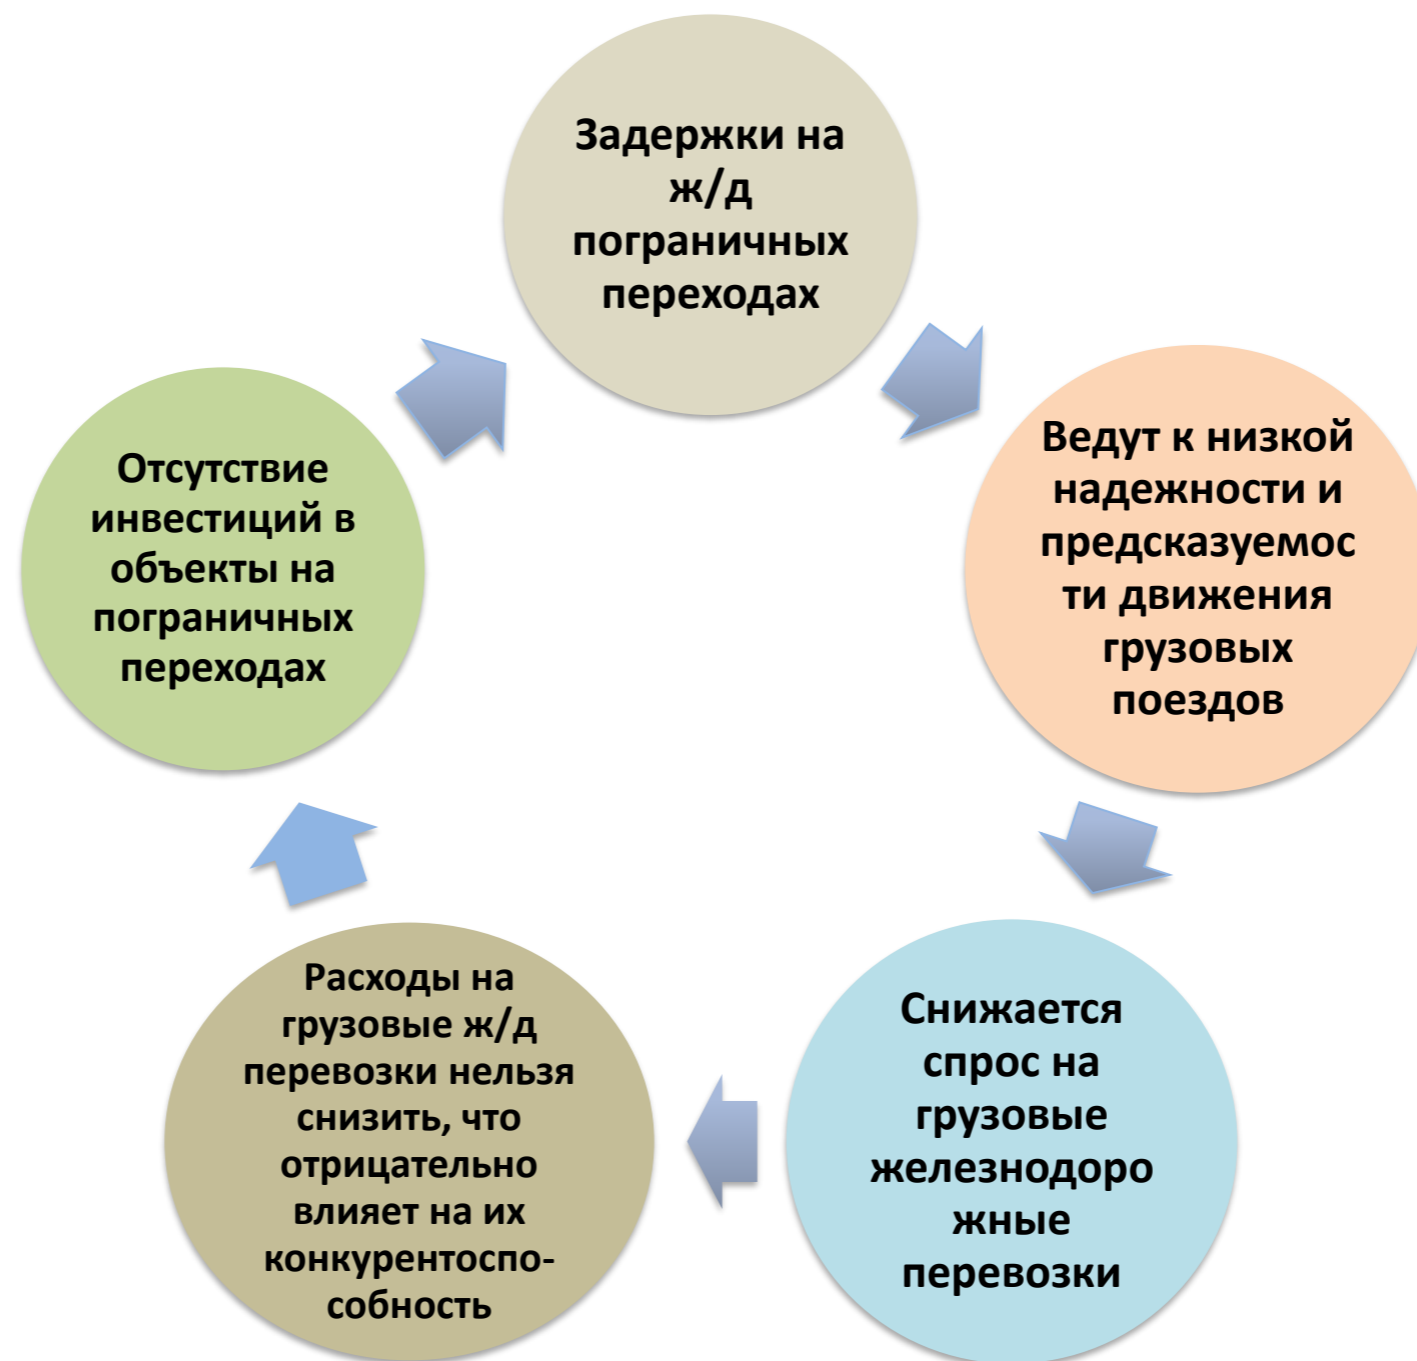 Задержки на
ж/д
пограничных
переходах
Ведут к низкой
надежности и
предсказуемос
ти движения
грузовых
поездов
Снижается
спрос на
грузовые
железнодоро
жные
перевозки
Расходы на
грузовые ж/д
перевозки нельзя
снизить, что
отрицательно
влияет на их
конкурентоспо-
собность
Отсутствие
инвестиций в
объекты на
пограничных
переходах